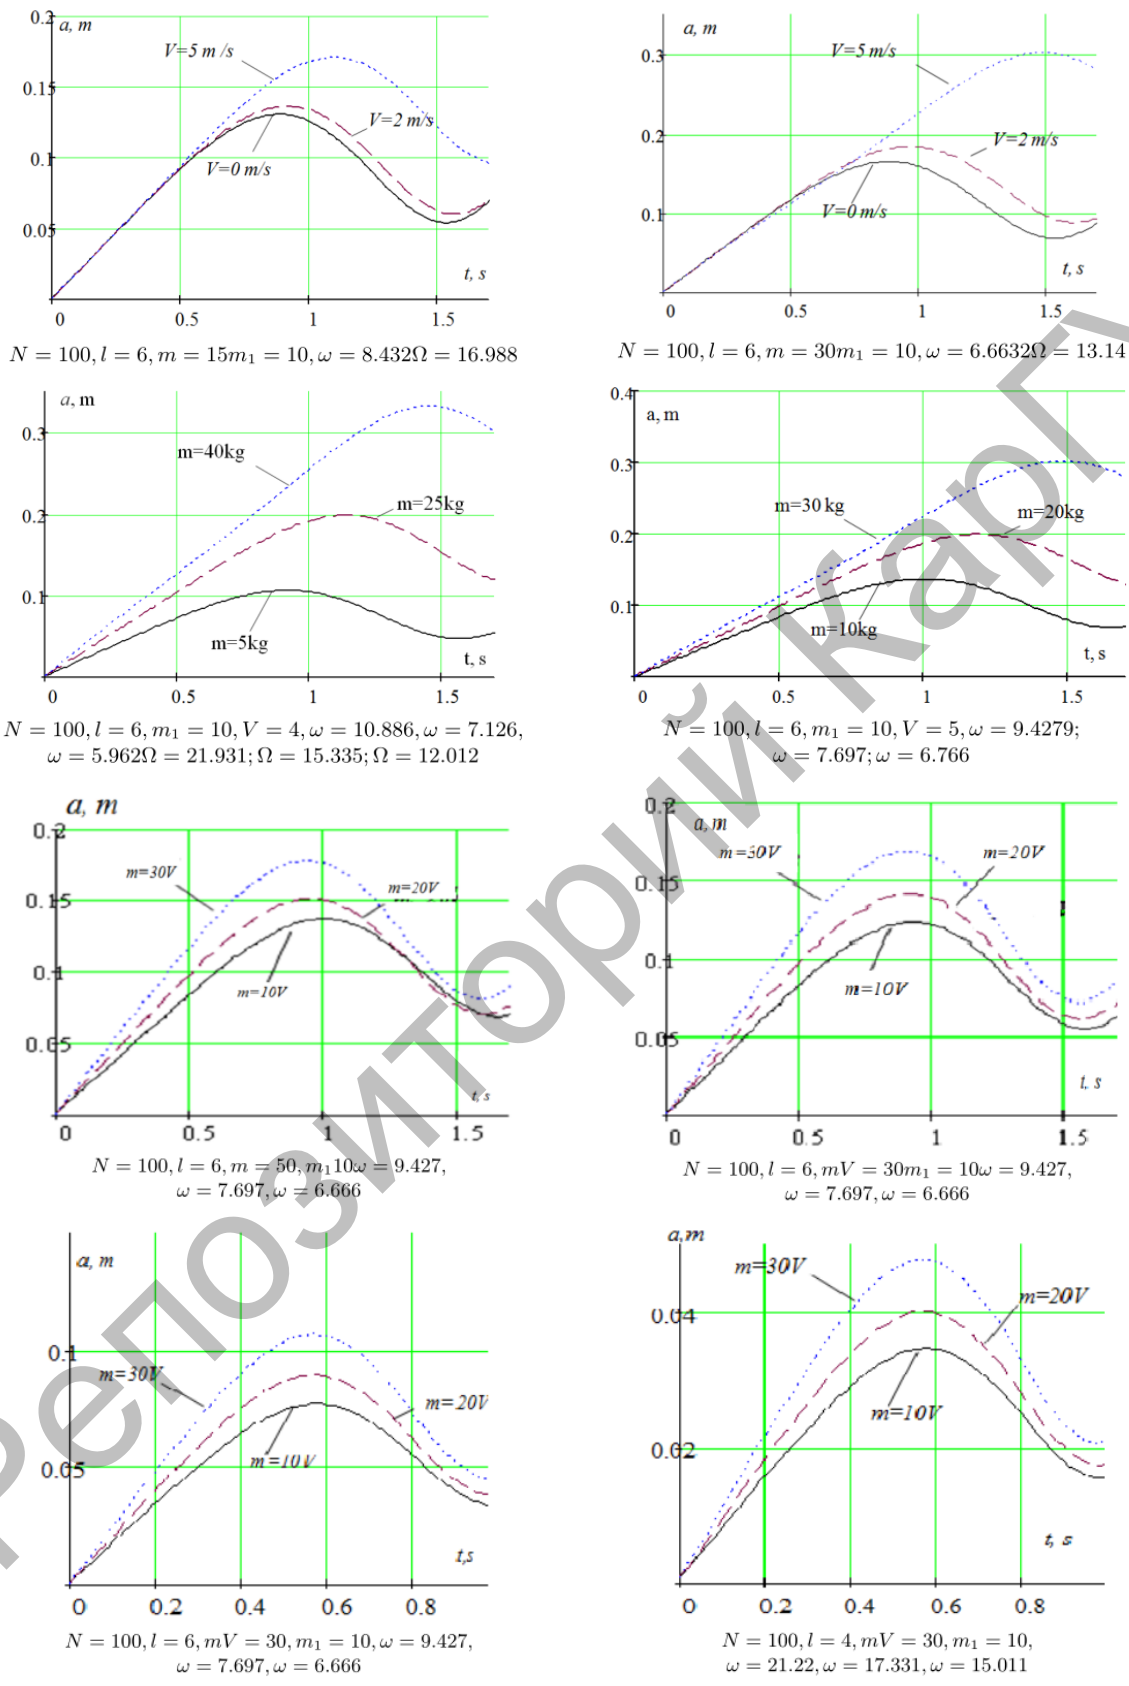 a, m
0.2
0.15
0.1
0.05
V=5 m /s
V=2 m/s
V=0 m/s
t, s
0 0.5 1 1.5
N = 100, l = 6, m = 15m₁ = 10, ω = 8.432Ω = 16.988
a, m
0.3
0.2
0.1
V=5 m/s
V=2 m/s
V=0 m/s
t, s
0 0.5 1 1.5
N = 100, l = 6, m = 30m₁ = 10, ω = 6.6632Ω = 13.14
a, m
0.3
0.2
0.1
m=40kg
m=25kg
m=5kg
t, s
0 0.5 1 1.5
N = 100, l = 6, m₁ = 10, V = 4, ω = 10.886, ω = 7.126,
ω = 5.962Ω = 21.931; Ω = 15.335; Ω = 12.012
0.4
a, m
0.3
0.2
0.1
m=30 kg
m=20kg
m=10kg
t, s
0 0.5 1 1.5
N = 100, l = 6, m₁ = 10, V = 5, ω = 9.4279;
ω = 7.697; ω = 6.766
a, m
0.2
0.15
0.1
0.05
m=30V
m=20V
m=10V
t, s
0 0.5 1 1.5
N = 100, l = 6, m = 50, m₁10ω = 9.427,
ω = 7.697, ω = 6.666
0.2
a, m
0.15
0.1
0.05
m=30V
m=20V
m=10V
t, s
0 0.5 1 1.5
N = 100, l = 6, mV = 30m₁ = 10ω = 9.427,
ω = 7.697, ω = 6.666
a, m
0.1
0.05
m=30V
m=20V
m=10V
t,s
0 0.2 0.4 0.6 0.8
N = 100, l = 6, mV = 30, m₁ = 10, ω = 9.427,
ω = 7.697, ω = 6.666
a,m
0.04
0.02
m=30V
m=20V
m=10V
t, s
0 0.2 0.4 0.6 0.8
N = 100, l = 4, mV = 30, m₁ = 10,
ω = 21.22, ω = 17.331, ω = 15.011
Репозиторий КарГУ